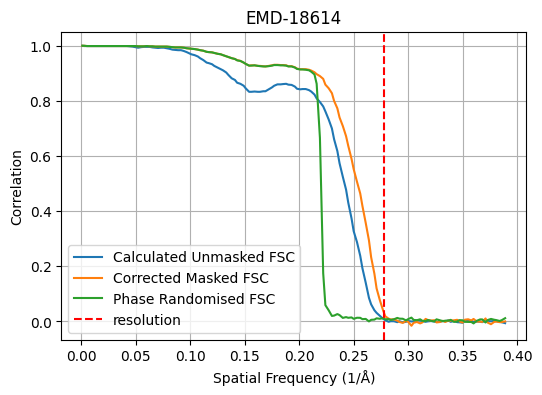 EMD-18614
1.0
0.8
0.6
0.4
0.2
0.0
Correlation
Calculated Unmasked FSC
Corrected Masked FSC
Phase Randomised FSC
resolution
0.00 0.05 0.10 0.15 0.20 0.25 0.30 0.35 0.40
Spatial Frequency (1/Å)